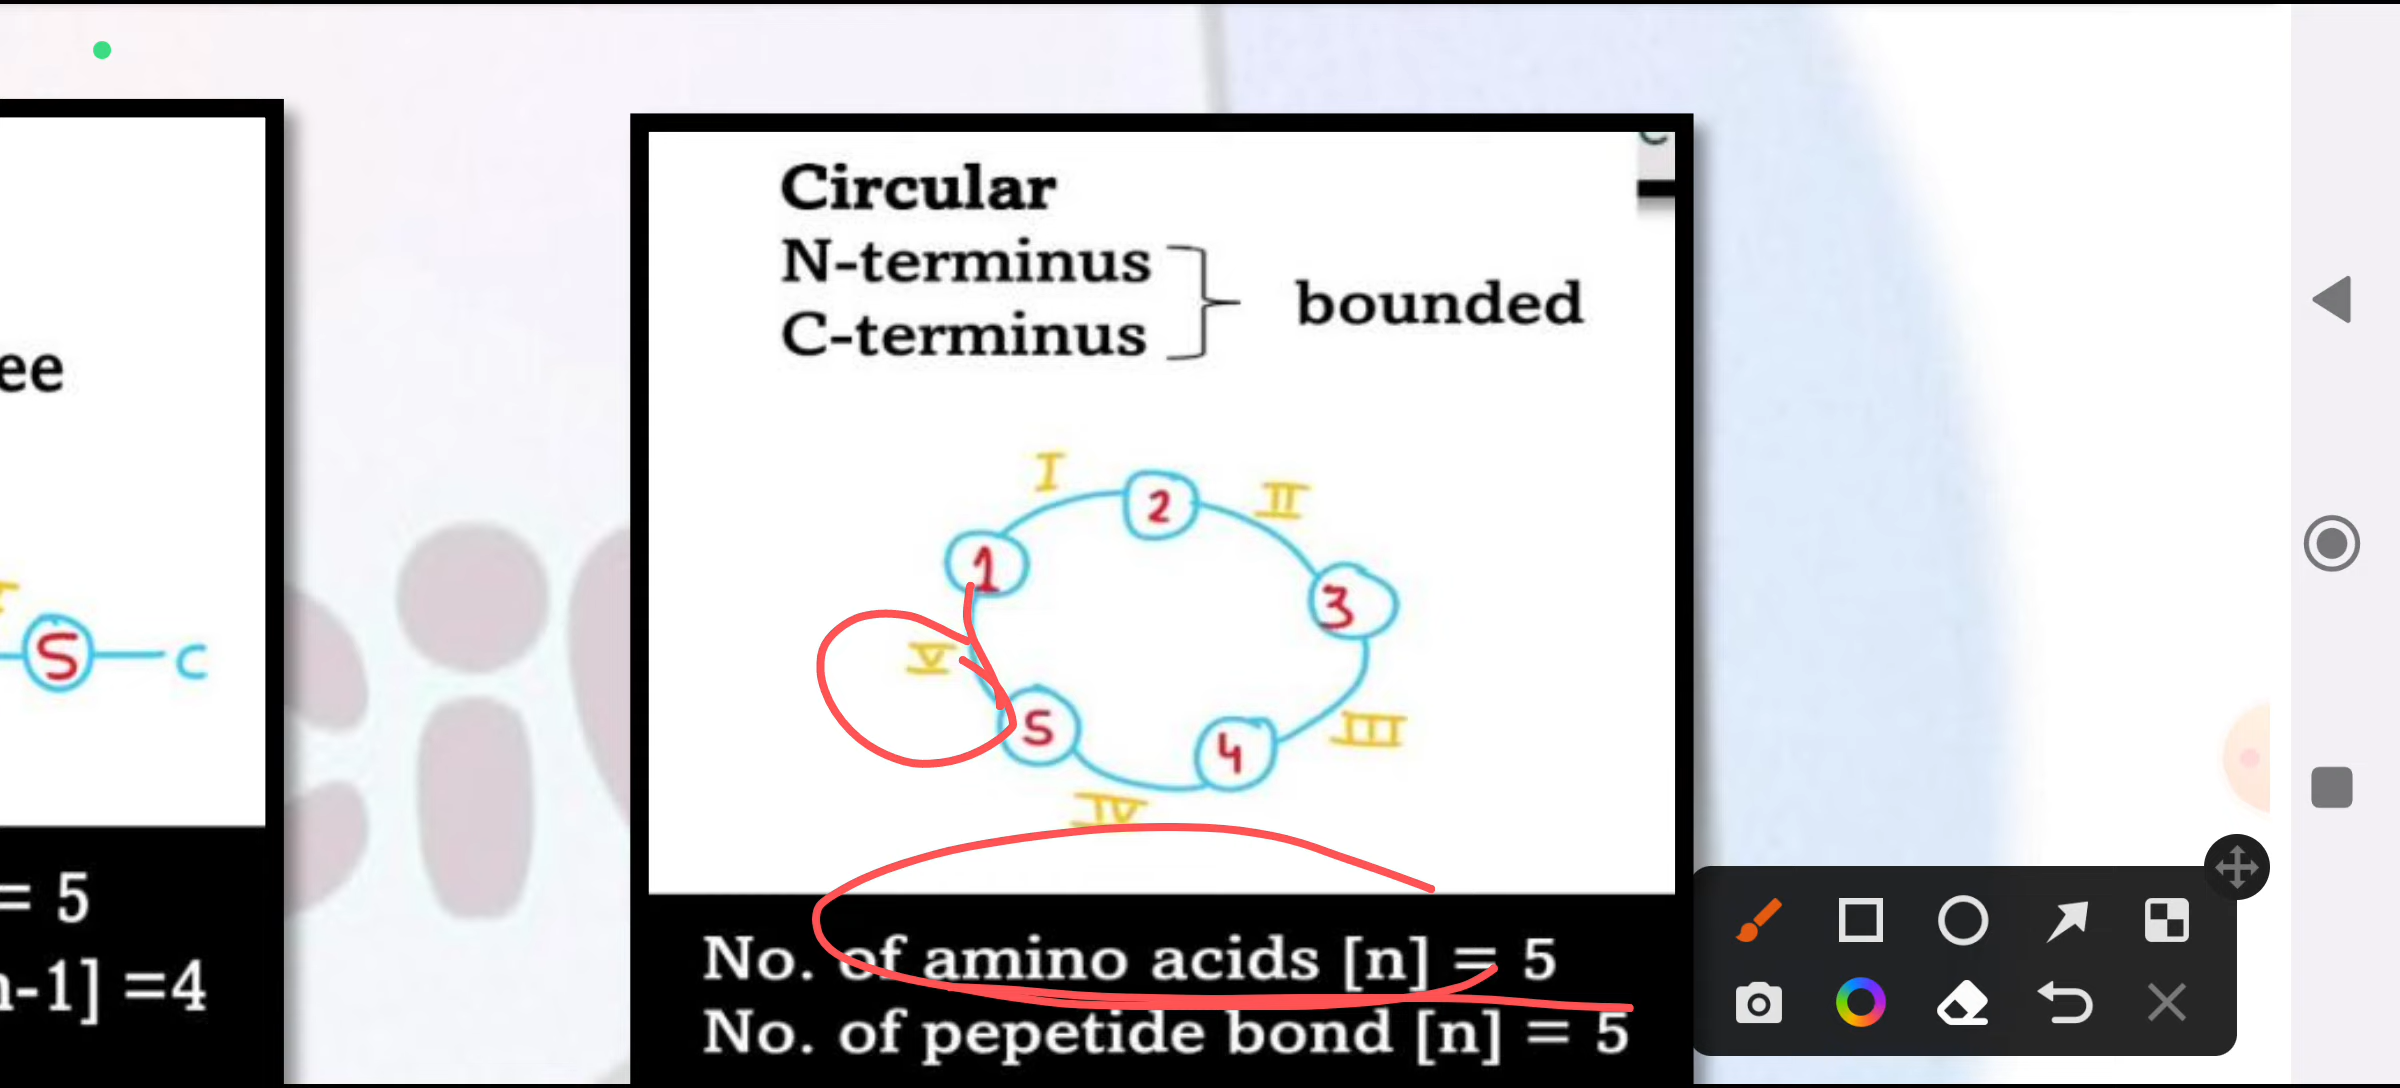 ee
S
C
= 5
n-1] =4
Circular
N-terminus
C-terminus
bounded
I
II
III
IV
V
1
2
3
4
5
No. of amino acids [n] = 5
No. of pepetide bond [n] = 5